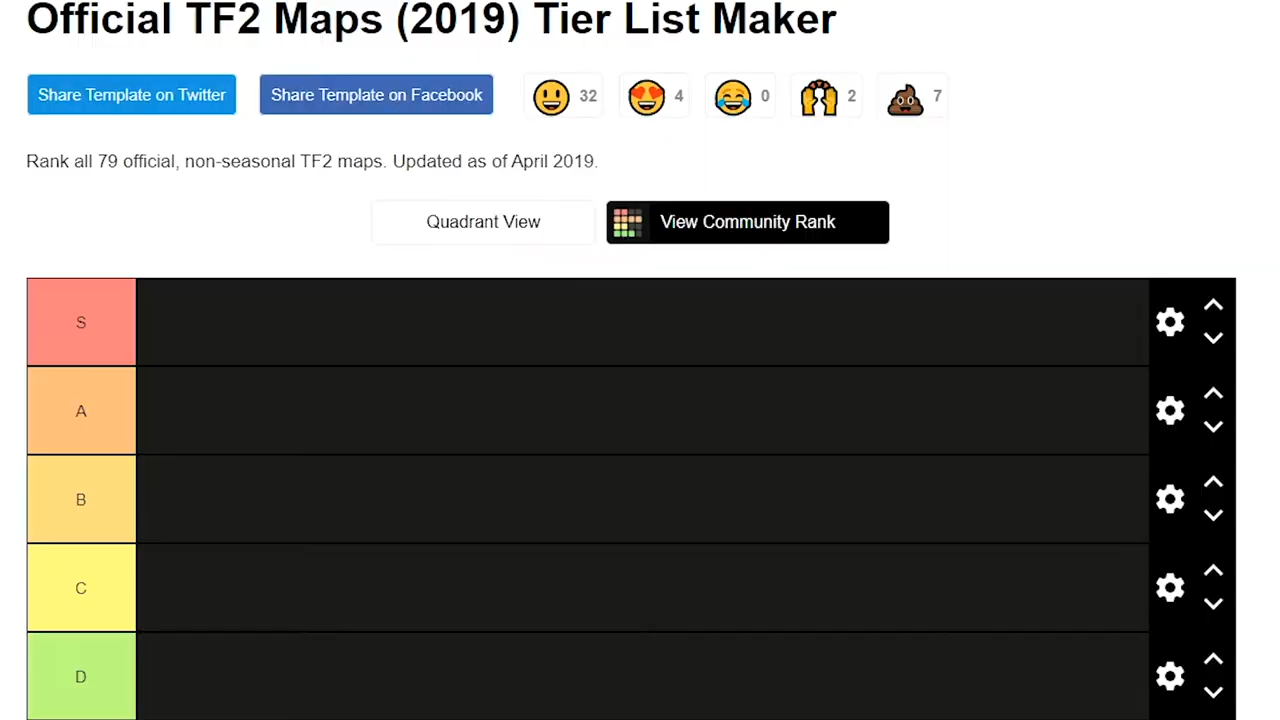 Official TF2 Maps (2019) Tier List Maker
Share Template on Twitter
Share Template on Facebook
32
4
0
2
7
Rank all 79 official, non-seasonal TF2 maps. Updated as of April 2019.
Quadrant View
View Community Rank
S
A
B
C
D